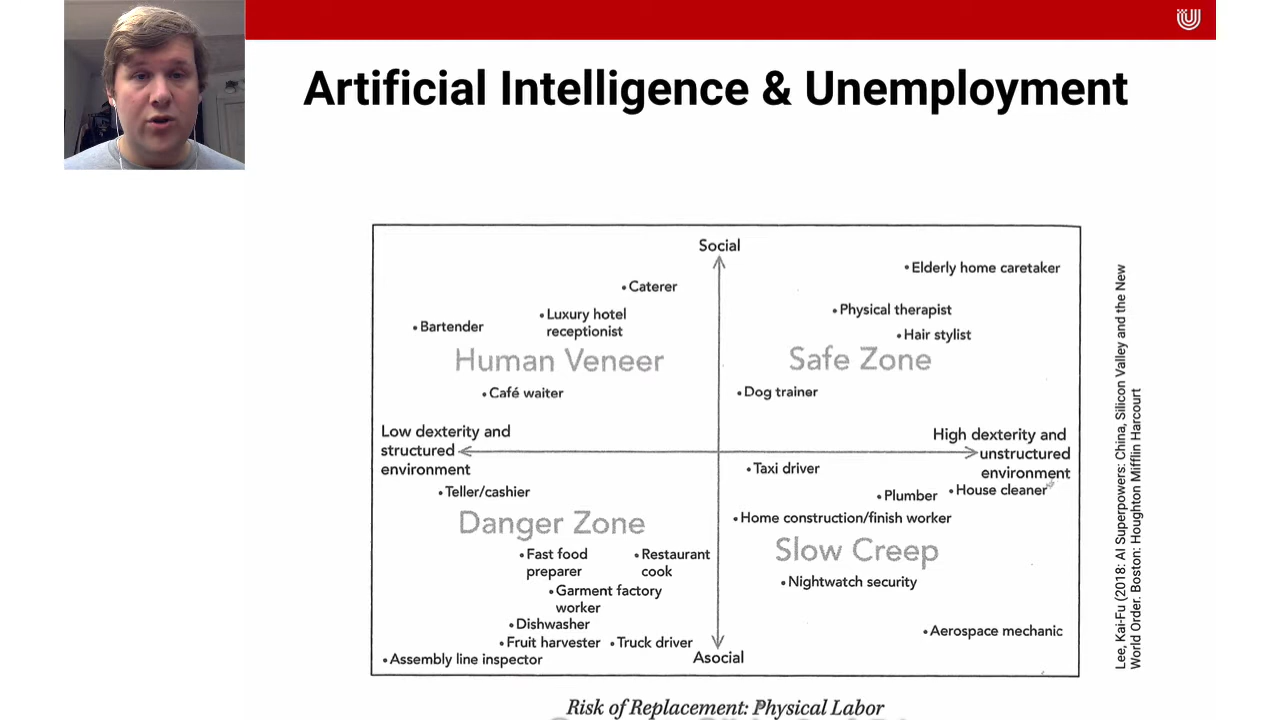 Artificial Intelligence & Unemployment
Social
•Elderly home caretaker
•Caterer
•Physical therapist
•Luxury hotel
receptionist
•Bartender
•Hair stylist
Human Veneer
Safe Zone
•Café waiter
•Dog trainer
Low dexterity and
structured
environment
High dexterity and
unstructured
environment
•Taxi driver
•Teller/cashier
•Plumber
•House cleaner
•Home construction/finish worker
Danger Zone
Slow Creep
•Fast food
preparer
•Restaurant
cook
•Nightwatch security
•Garment factory
worker
•Dishwasher
•Aerospace mechanic
•Fruit harvester
•Truck driver
•Assembly line inspector
Asocial
Risk of Replacement: Physical Labor
Lee, Kai-Fu (2018: AI Superpowers: China, Silicon Valley and the New
World Order. Boston: Houghton Mifflin Harcourt